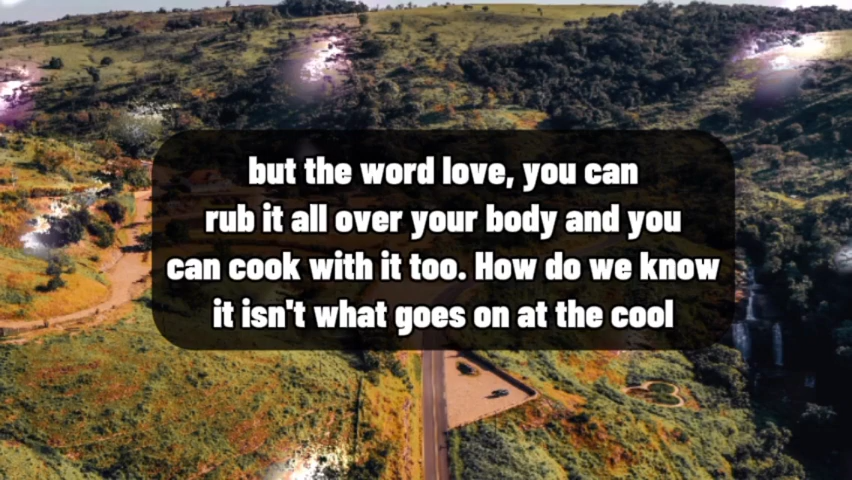 but the word love, you can
rub it all over your body and you
can cook with it too. How do we know
it isn't what goes on at the cool